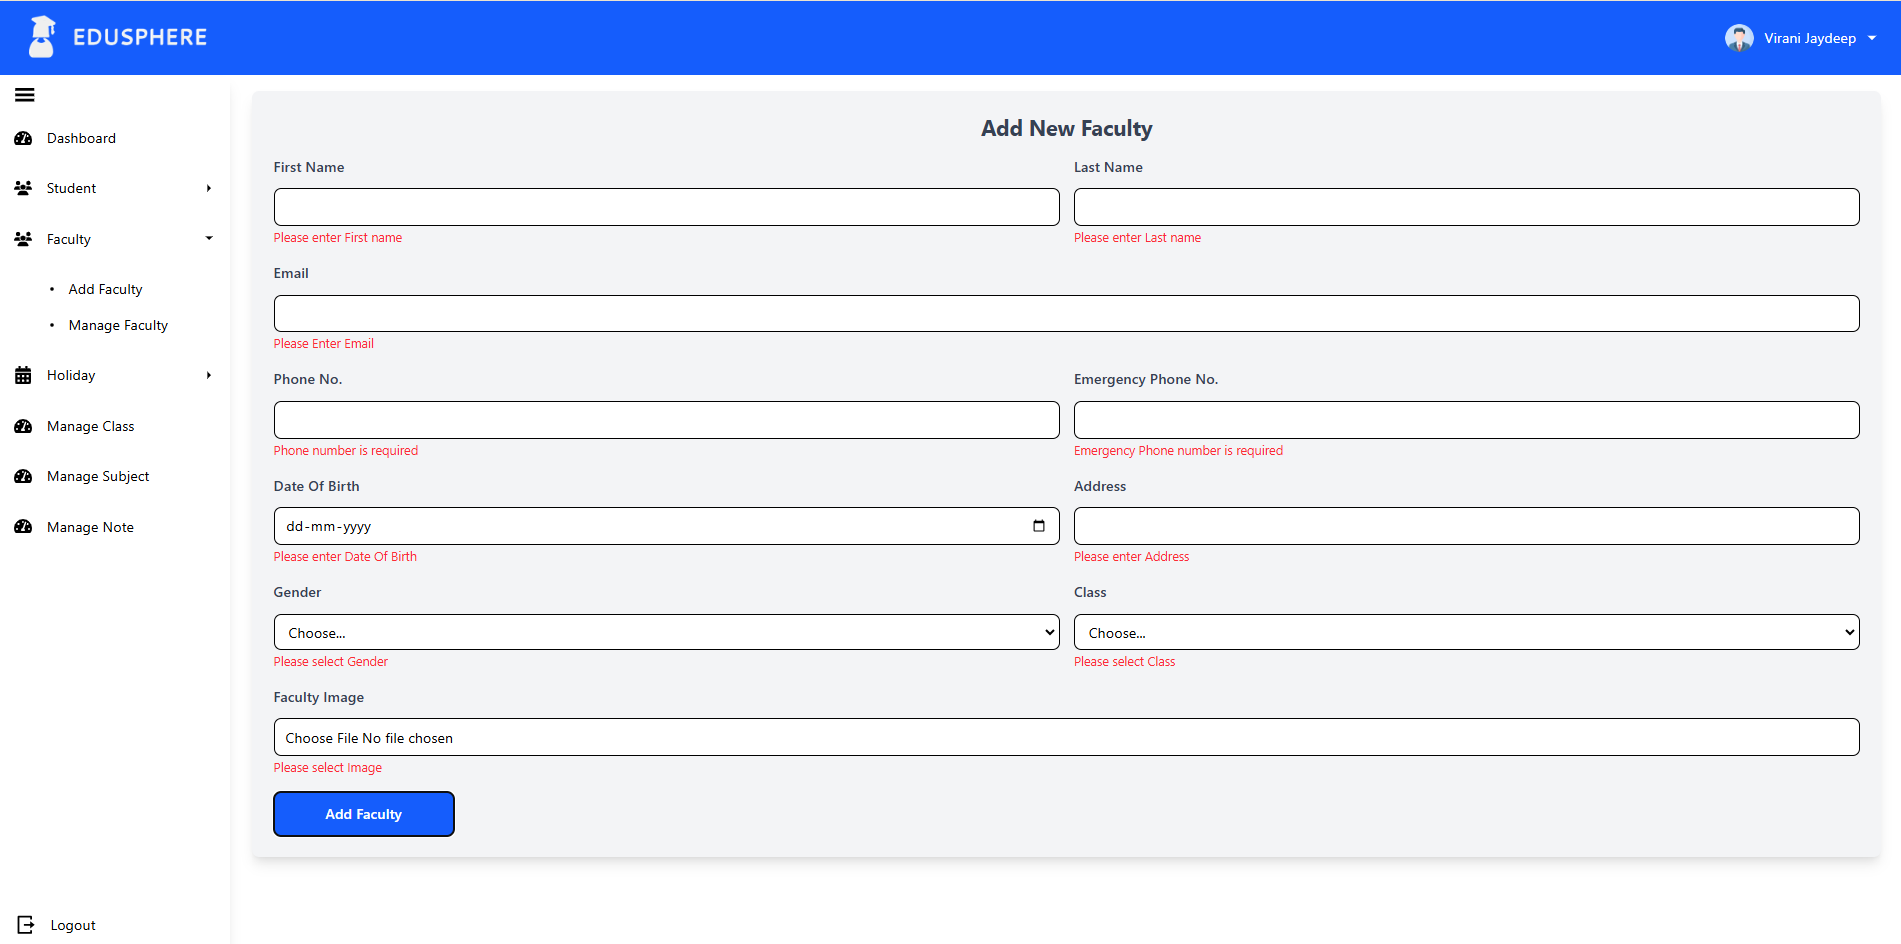 EDUSPHERE
Virani Jaydeep
Dashboard
Student
Faculty
Add Faculty
Manage Faculty
Holiday
Manage Class
Manage Subject
Manage Note
Logout
Add New Faculty
First Name
Last Name
Please enter First name
Please enter Last name
Email
Please Enter Email
Phone No.
Emergency Phone No.
Phone number is required
Emergency Phone number is required
Date Of Birth
Address
dd-mm-yyyy
Please enter Date Of Birth
Please enter Address
Gender
Class
Choose...
Choose...
Please select Gender
Please select Class
Faculty Image
Choose File No file chosen
Please select Image
Add Faculty